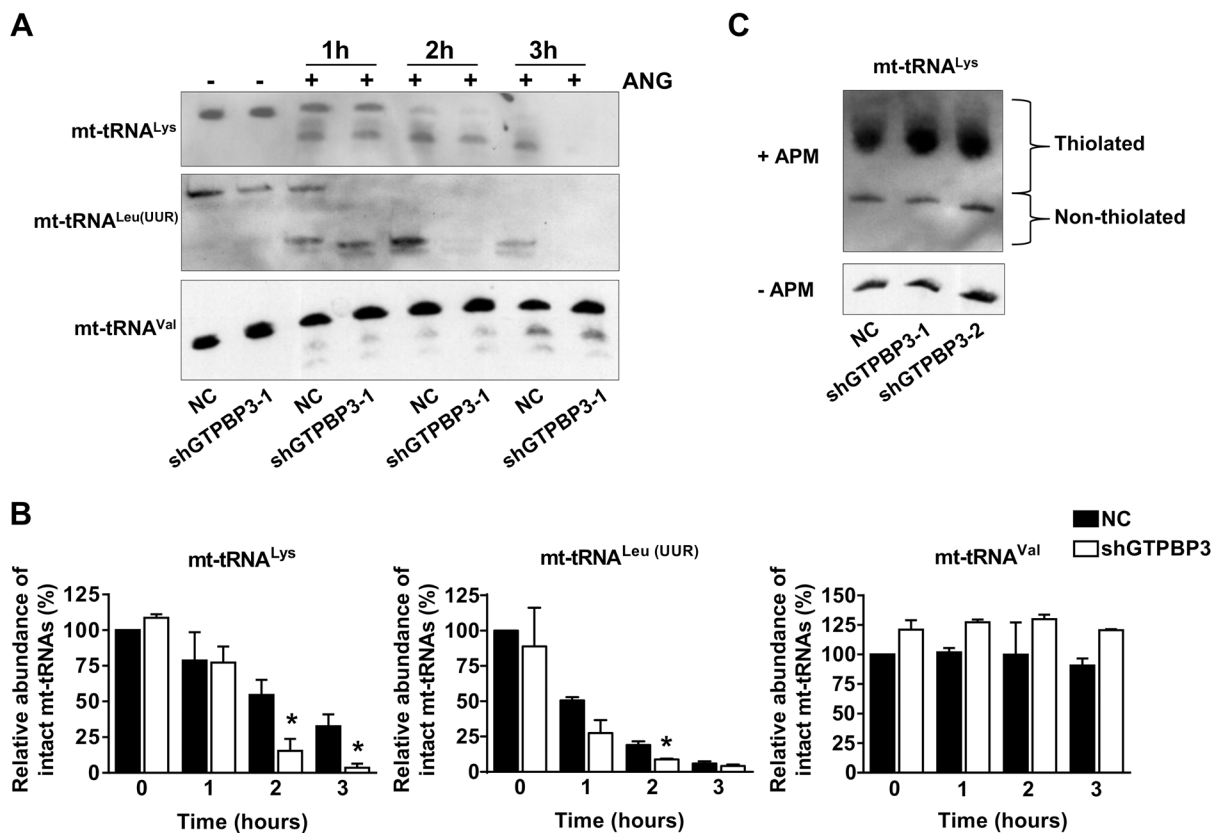 A
1h 2h 3h
- - + + + + + + ANG
mt-tRNALys
mt-tRNALeu(UUR)
mt-tRNAVal
NC shGTPBP3-1 NC shGTPBP3-1 NC shGTPBP3-1 NC shGTPBP3-1
C
mt-tRNALys
+ APM
Thiolated
Non-thiolated
- APM
NC shGTPBP3-1 shGTPBP3-2
B
NC
shGTPBP3
mt-tRNALys
Relative abundance of
intact mt-tRNAs (%)
125
100
75
50
25
0
* *
0 1 2 3
Time (hours)
mt-tRNALeu (UUR)
Relative abundance of
intact mt-tRNAs (%)
125
100
75
50
25
0
*
0 1 2 3
Time (hours)
mt-tRNAVal
Relative abundance of
intact mt-tRNAs (%)
150
125
100
75
50
25
0
0 1 2 3
Time (hours)